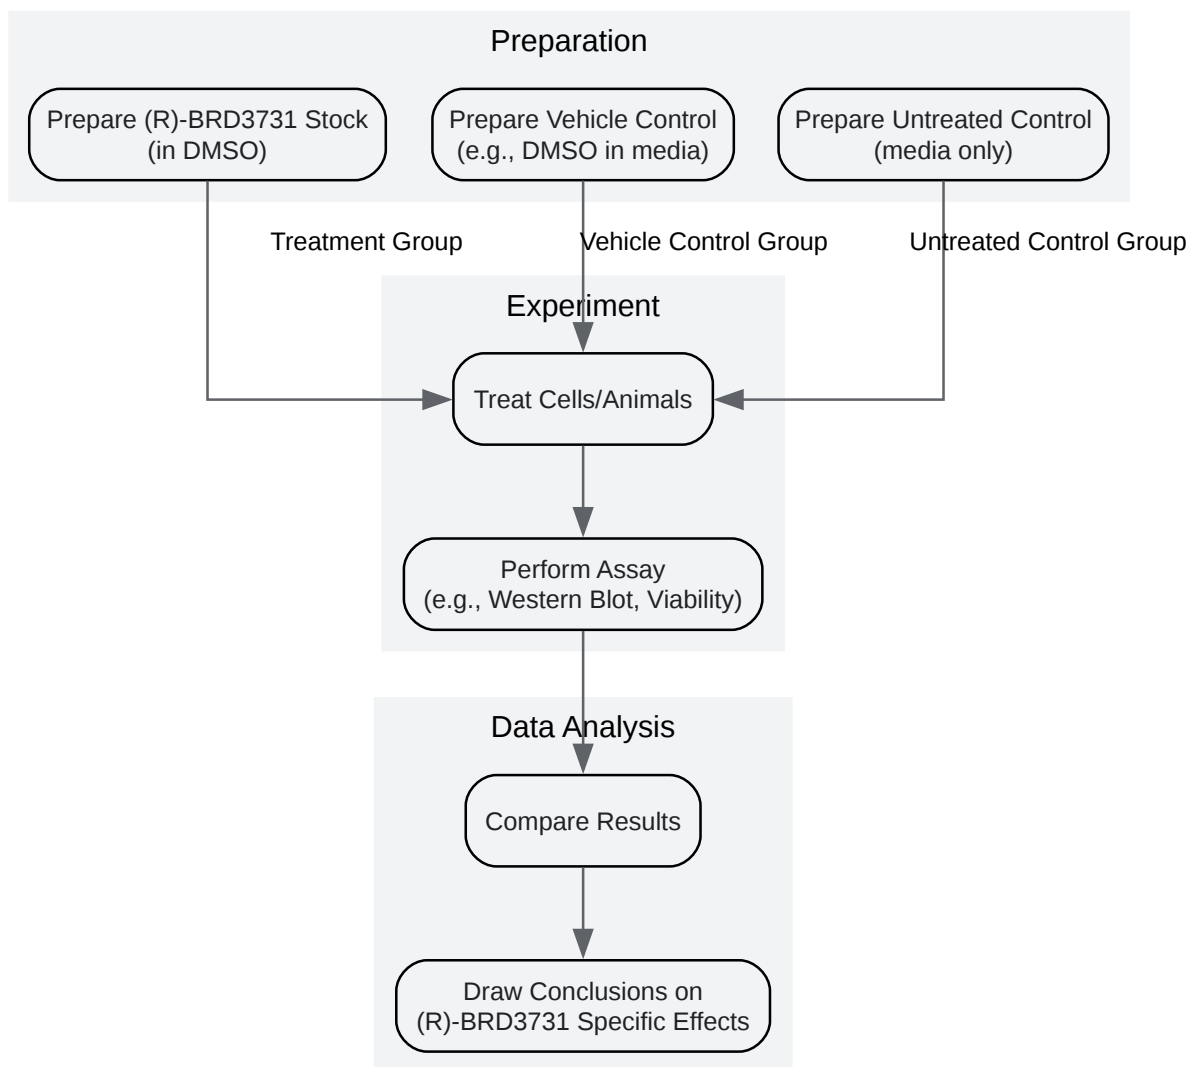 Preparation
Prepare (R)-BRD3731 Stock
(in DMSO)
Prepare Vehicle Control
(e.g., DMSO in media)
Prepare Untreated Control
(media only)
Treatment Group
Vehicle Control Group
Untreated Control Group
Experiment
Treat Cells/Animals
Perform Assay
(e.g., Western Blot, Viability)
Data Analysis
Compare Results
Draw Conclusions on
(R)-BRD3731 Specific Effects